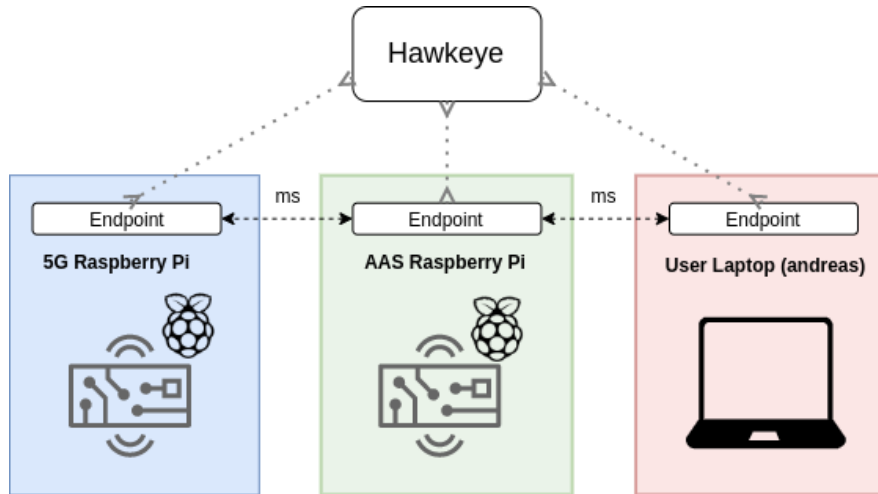 Hawkeye
ms
ms
Endpoint
Endpoint
Endpoint
5G Raspberry Pi
AAS Raspberry Pi
User Laptop (andreas)